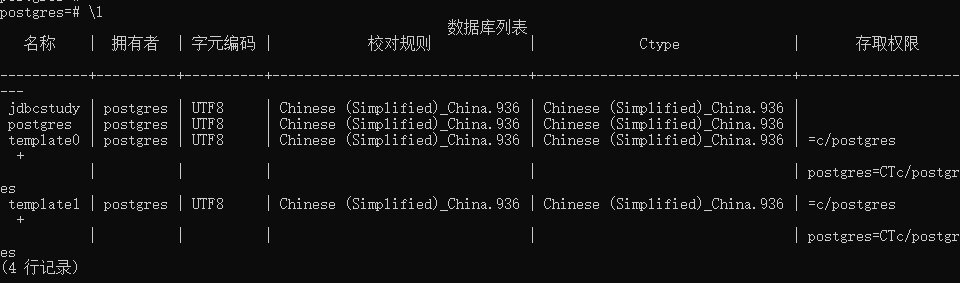 postgres=# \l
数据库列表
名称 | 拥有者 | 字元编码 | 校对规则 | Ctype | 存取权限
-----------+----------+----------+--------------------------------+--------------------------------+--------------------
---
jdbcstudy | postgres | UTF8 | Chinese (Simplified)_China.936 | Chinese (Simplified)_China.936 |
postgres | postgres | UTF8 | Chinese (Simplified)_China.936 | Chinese (Simplified)_China.936 |
template0 | postgres | UTF8 | Chinese (Simplified)_China.936 | Chinese (Simplified)_China.936 | =c/postgres
+
| | | | | postgres=CTc/postgr
es
template1 | postgres | UTF8 | Chinese (Simplified)_China.936 | Chinese (Simplified)_China.936 | =c/postgres
+
| | | | | postgres=CTc/postgr
es
(4 行记录)